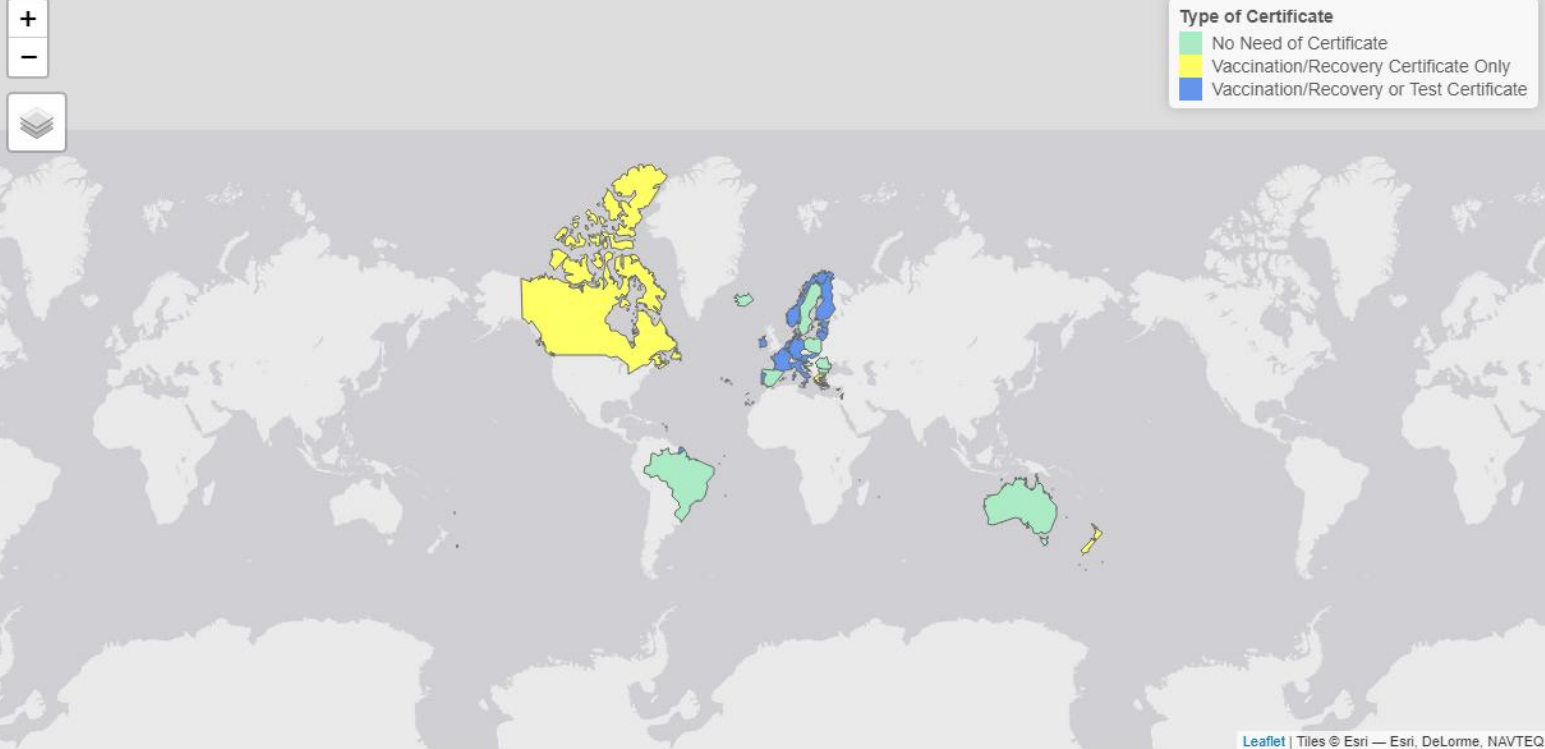 +
−
Type of Certificate
No Need of Certificate
Vaccination/Recovery Certificate Only
Vaccination/Recovery or Test Certificate
Leaflet | Tiles © Esri — Esri, DeLorme, NAVTEQ